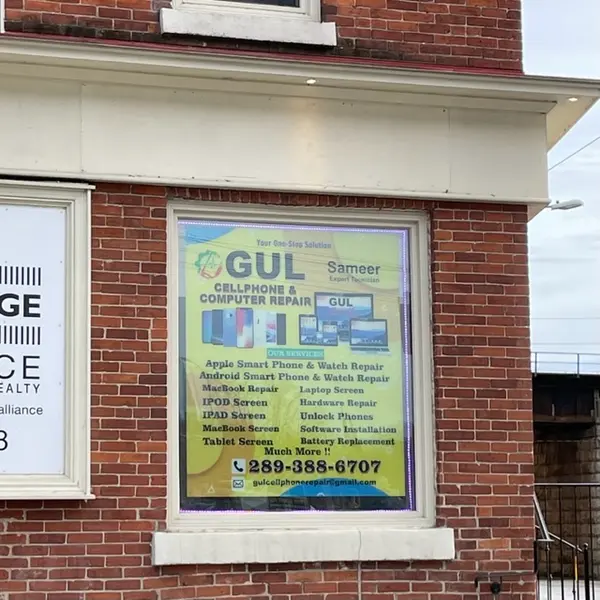 GE
CE
EALTY
alliance
3
Your One-Stop Solution
GUL
Sameer
Expert Technician
CELLPHONE &
COMPUTER REPAIR
GUL
OUR SERVICES
Apple Smart Phone & Watch Repair
Android Smart Phone & Watch Repair
MacBook Repair Laptop Screen
IPOD Screen Hardware Repair
IPAD Screen Unlock Phones
MacBook Screen Software Installation
Tablet Screen Battery Replacement
Much More !!
289-388-6707
gulcellphonerepair@gmail.com